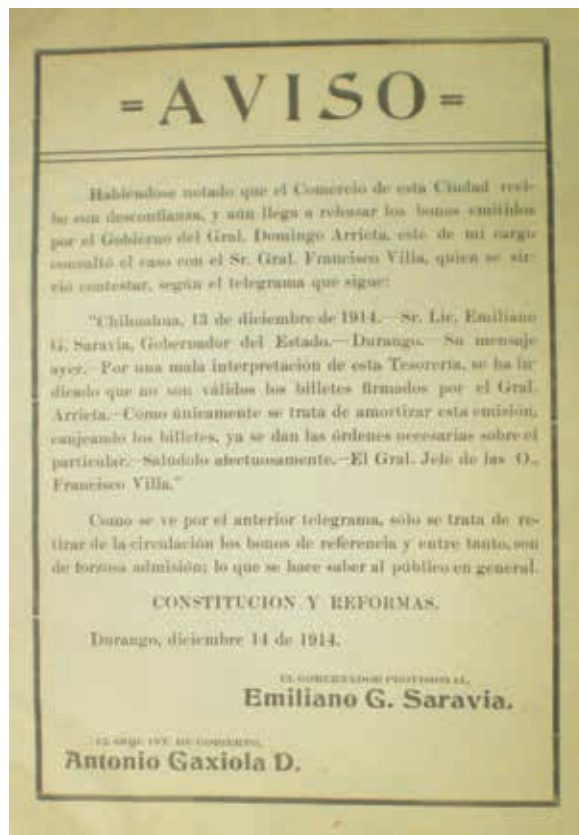 =AVISO=
Habiéndose notado que el Comercio de esta Ciudad reci-
be con desconfianza, y aún llega a rehusar los bonos emitidos
por el Gobierno del Gral. Domingo Arrieta, este de mi cargo
consultó el caso con el Sr. Gral. Francisco Villa, quien se sir-
vió contestar, según el telegrama que sigue:
"Chihuahua, 13 de diciembre de 1914.—Sr. Lic. Emiliano
G. Saravia, Gobernador del Estado.—Durango. Su mensaje
ayer. Por una mala interpretación de esta Tesorería, se ha in-
dicado que no son válidos los billetes firmados por el Gral.
Arrieta.—Como únicamente se trata de amortizar esta emisión,
canjeando los billetes, ya se dan las órdenes necesarias sobre el
particular.—Salúdolo afectuosamente.—El Gral. Jefe de las O.,
Francisco Villa."
Como se ve por el anterior telegrama, sólo se trata de re-
tirar de la circulación los bonos de referencia y entre tanto, son
de forzosa admisión; lo que se hace saber al público en general.
CONSTITUCION Y REFORMAS.
Durango, diciembre 14 de 1914.
EL GOBERNADOR PROVISIONAL,
Emiliano G. Saravia.
EL DE GOBIERNO,
Antonio Gaxiola D.